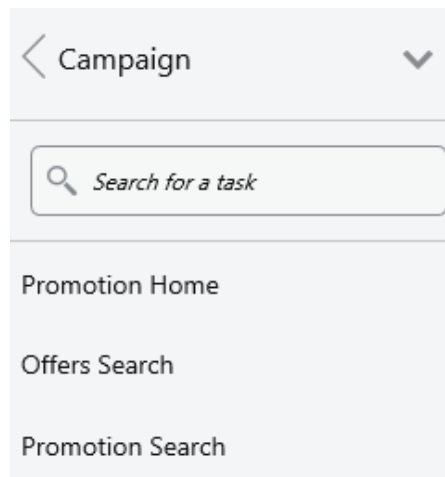 Campaign
Search for a task
Promotion Home
Offers Search
Promotion Search